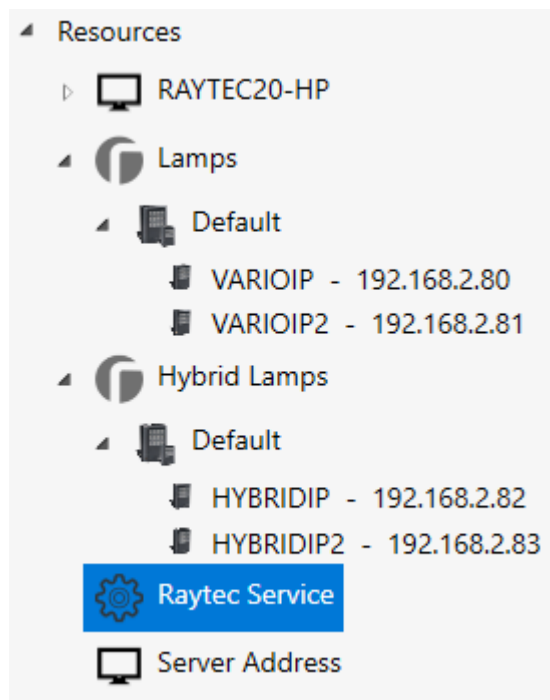 Resources
RAYTEC20-HP
Lamps
Default
VARIOIP - 192.168.2.80
VARIOIP2 - 192.168.2.81
Hybrid Lamps
Default
HYBRIDIP - 192.168.2.82
HYBRIDIP2 - 192.168.2.83
Raytec Service
Server Address